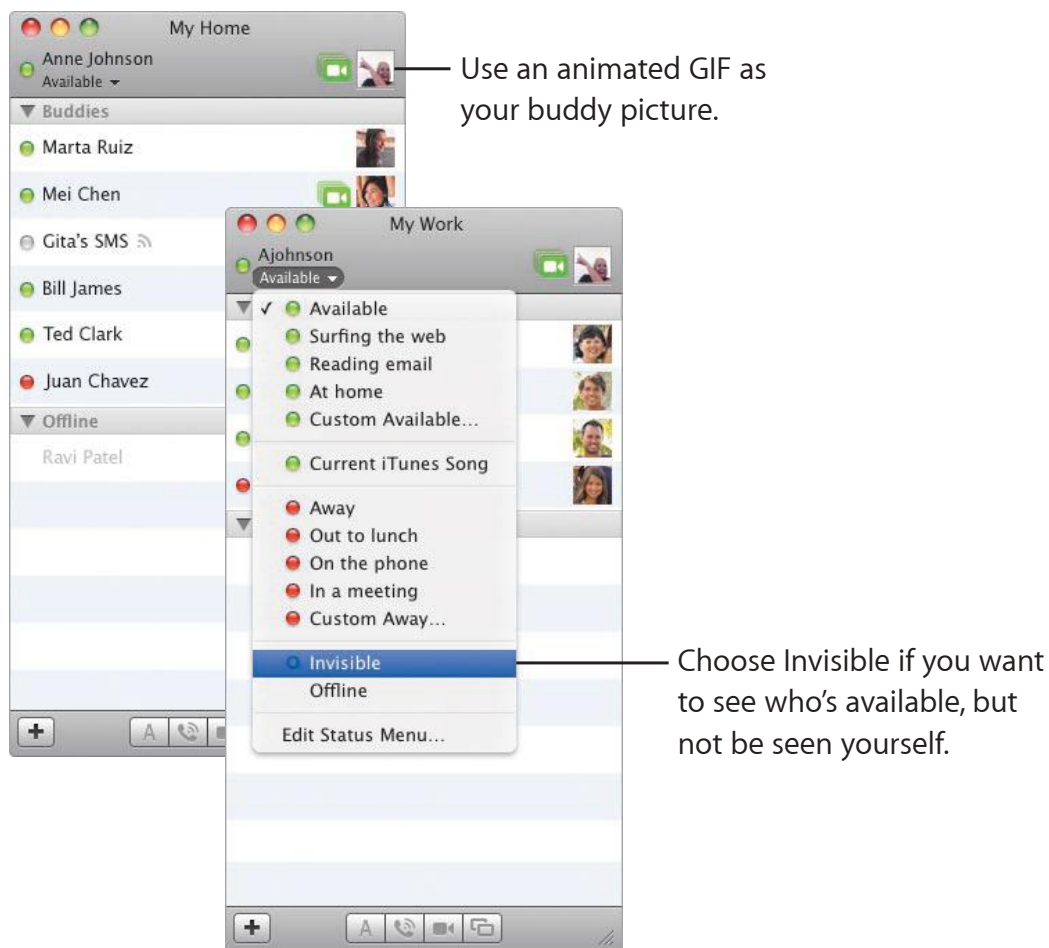 My Home
Anne Johnson
Available
Buddies
Marta Ruiz
Mei Chen
Gita's SMS
Bill James
Ted Clark
Juan Chavez
Offline
Ravi Patel
A
Use an animated GIF as
your buddy picture.
My Work
Ajohnson
Available
✓ Available
Surfing the web
Reading email
At home
Custom Available…
Current iTunes Song
Away
Out to lunch
On the phone
In a meeting
Custom Away…
Invisible
Offline
Edit Status Menu…
A
Choose Invisible if you want
to see who’s available, but
not be seen yourself.